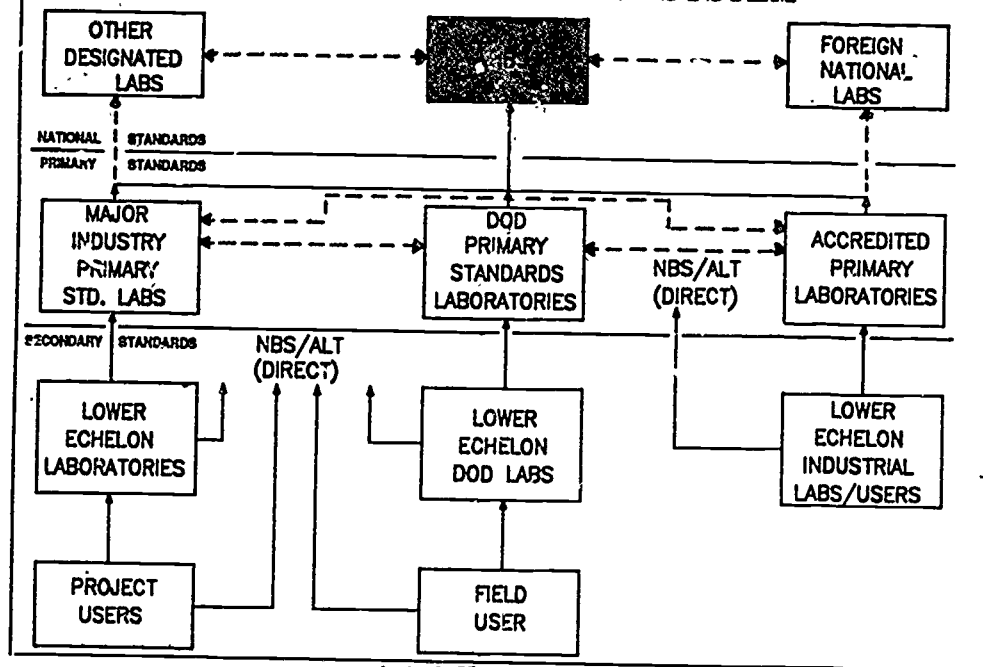 OTHER
DESIGNATED
LABS
FOREIGN
NATIONAL
LABS
NATIONAL STANDARDS
PRIMARY STANDARDS
MAJOR
INDUSTRY
PRIMARY
STD. LABS
DOD
PRIMARY
STANDARDS
LABORATORIES
NBS/ALT
(DIRECT)
ACCREDITED
PRIMARY
LABORATORIES
SECONDARY STANDARDS
NBS/ALT
(DIRECT)
LOWER
ECHELON
LABORATORIES
LOWER
ECHELON
DOD LABS
LOWER
ECHELON
INDUSTRIAL
LABS/USERS
PROJECT
USERS
FIELD
USER